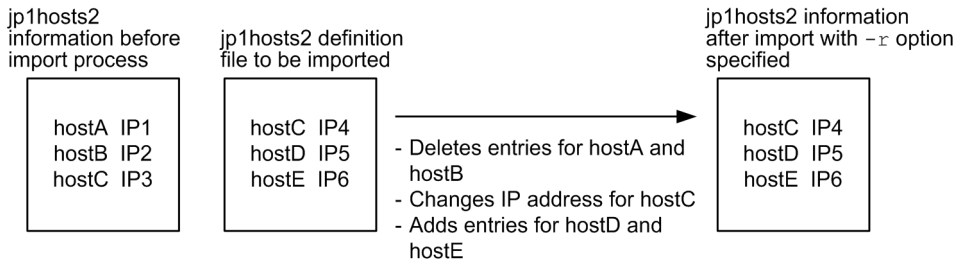 jp1hosts2
information before
import process
hostA IP1
hostB IP2
hostC IP3
jp1hosts2 definition
file to be imported
hostC IP4
hostD IP5
hostE IP6
- Deletes entries for hostA and
hostB
- Changes IP address for hostC
- Adds entries for hostD and
hostE
jp1hosts2 information
after import with -r option
specified
hostC IP4
hostD IP5
hostE IP6